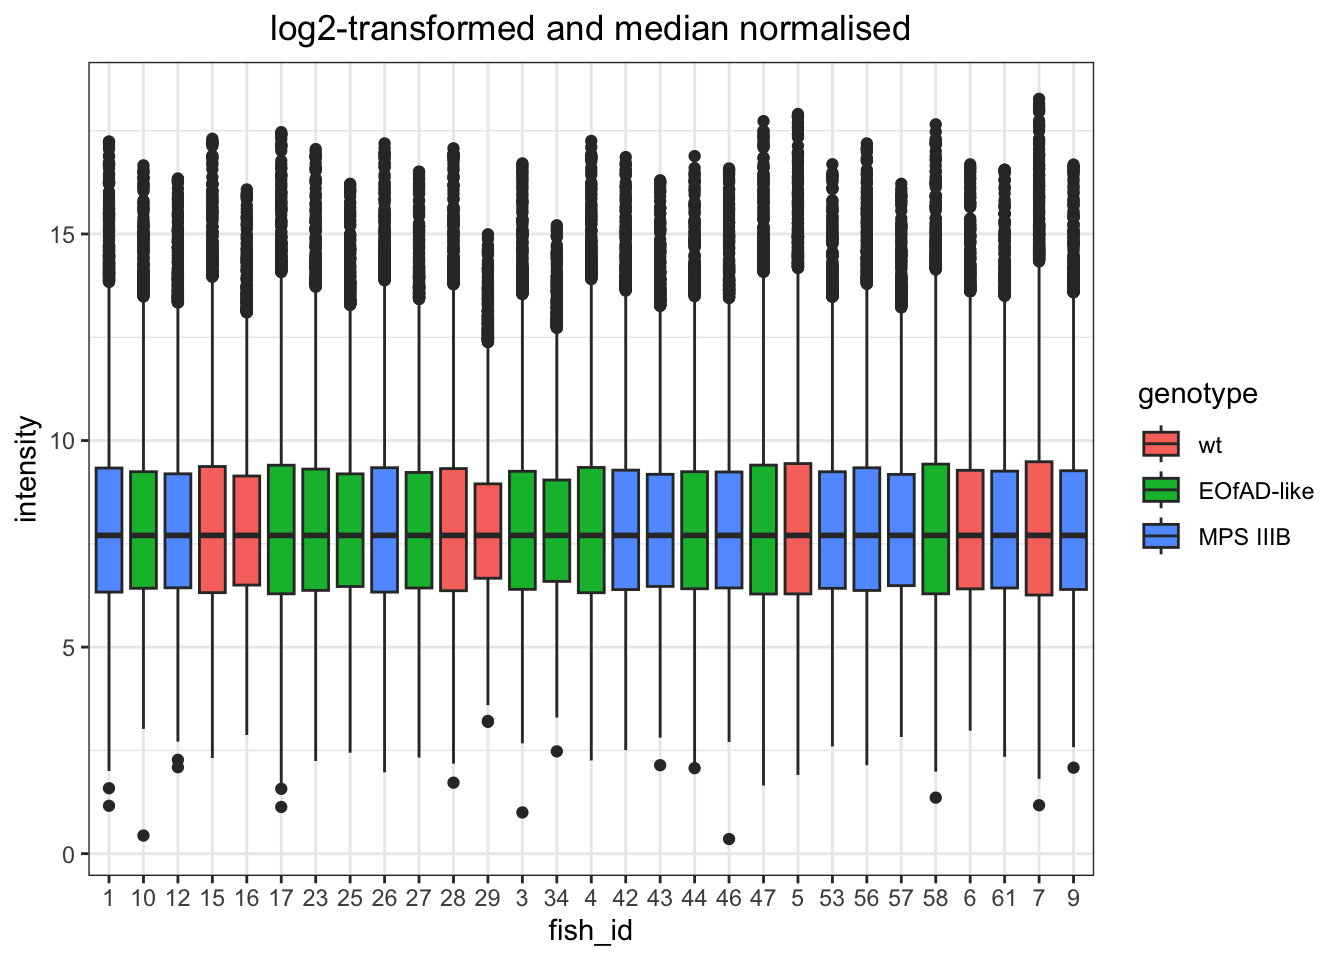 log2-transformed and median normalised
intensity
15
10
5
0
1 10 12 15 16 17 23 25 26 27 28 29 3 34 4 42 43 44 46 47 5 53 56 57 58 6 61 7 9
fish_id
genotype
wt
EOfAD-like
MPS IIIB